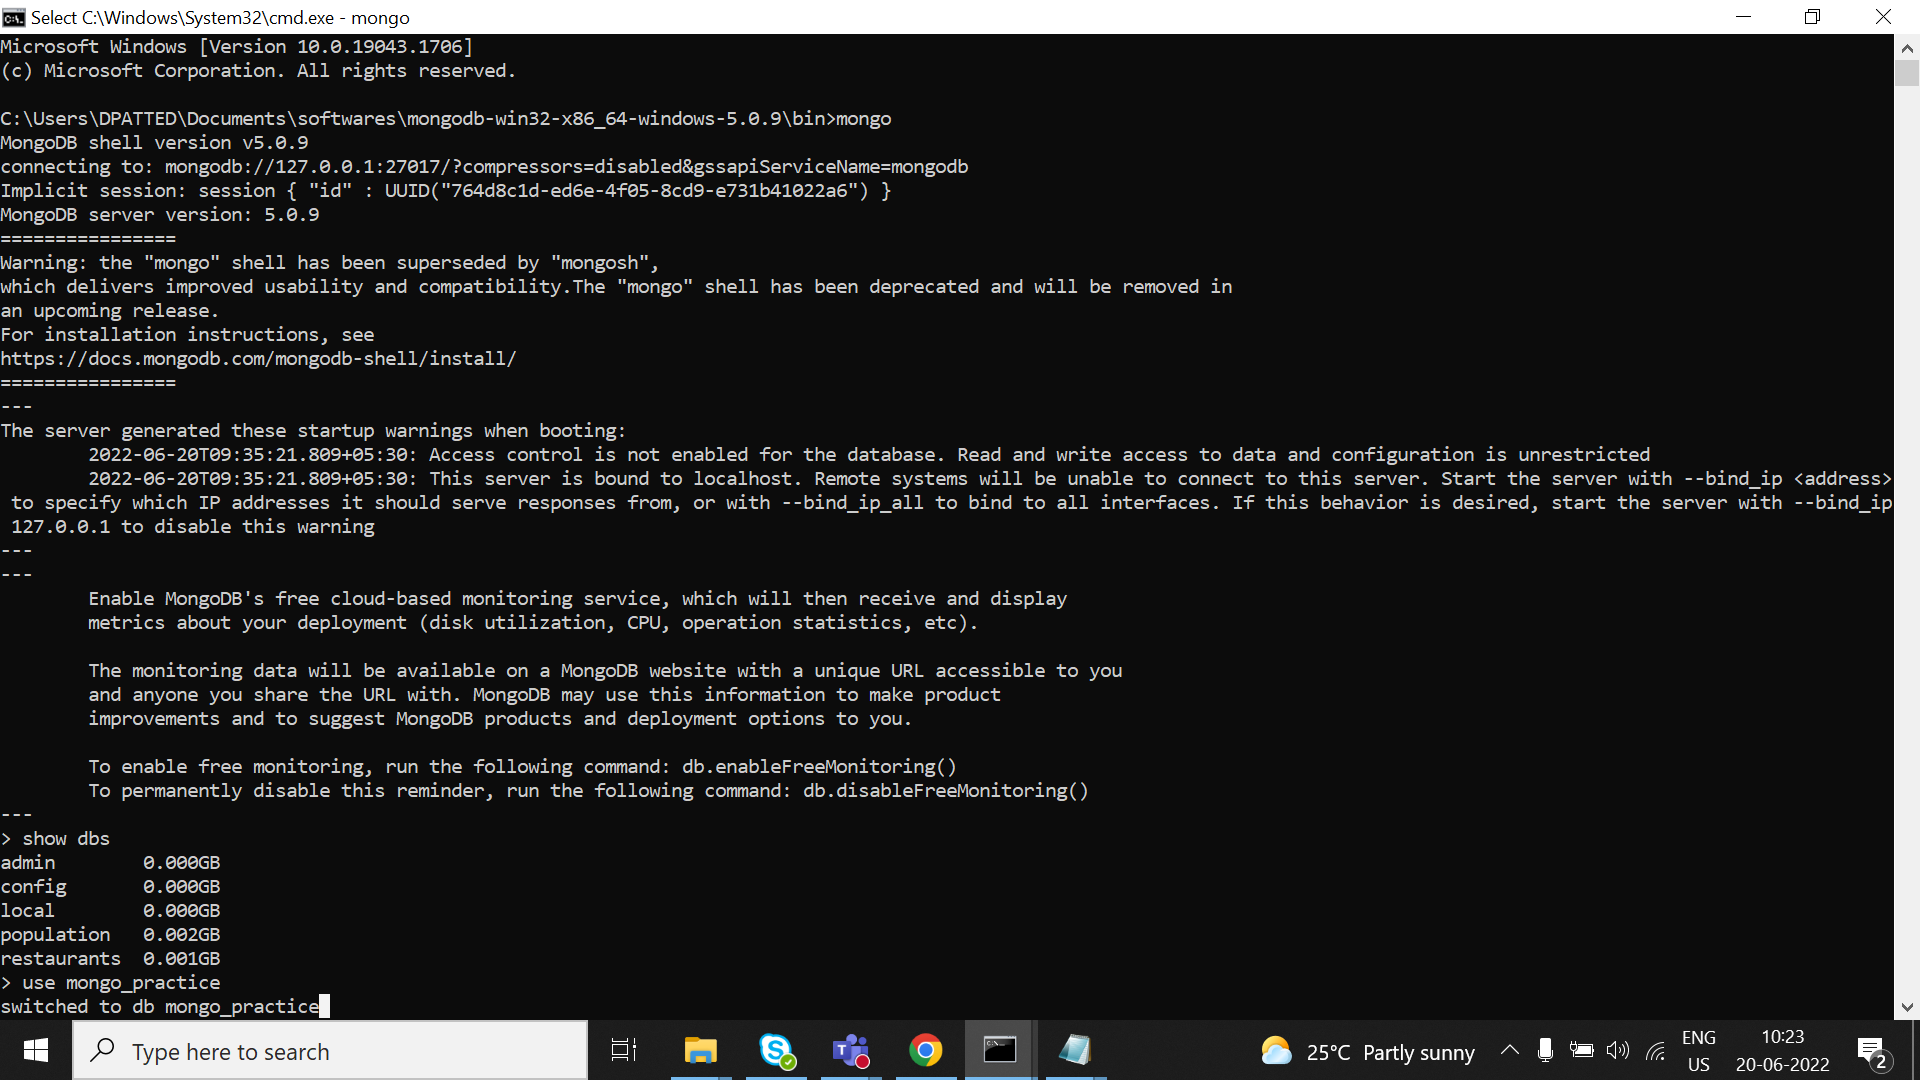 Select C:\Windows\System32\cmd.exe - mongo
Microsoft Windows [Version 10.0.19043.1706]
(c) Microsoft Corporation. All rights reserved.
C:\Users\DPATTED\Documents\softwares\mongodb-win32-x86_64-windows-5.0.9\bin>mongo
MongoDB shell version v5.0.9
connecting to: mongodb://127.0.0.1:27017/?compressors=disabled&gssapiServiceName=mongodb
Implicit session: session { "id" : UUID("764d8c1d-ed6e-4f05-8cd9-e731b41022a6") }
MongoDB server version: 5.0.9
================
Warning: the "mongo" shell has been superseded by "mongosh",
which delivers improved usability and compatibility.The "mongo" shell has been deprecated and will be removed in
an upcoming release.
For installation instructions, see
https://docs.mongodb.com/mongodb-shell/install/
================
---
The server generated these startup warnings when booting:
        2022-06-20T09:35:21.809+05:30: Access control is not enabled for the database. Read and write access to data and configuration is unrestricted
        2022-06-20T09:35:21.809+05:30: This server is bound to localhost. Remote systems will be unable to connect to this server. Start the server with --bind_ip <address>
 to specify which IP addresses it should serve responses from, or with --bind_ip_all to bind to all interfaces. If this behavior is desired, start the server with --bind_ip
 127.0.0.1 to disable this warning
---
---
        Enable MongoDB's free cloud-based monitoring service, which will then receive and display
        metrics about your deployment (disk utilization, CPU, operation statistics, etc).
        The monitoring data will be available on a MongoDB website with a unique URL accessible to you
        and anyone you share the URL with. MongoDB may use this information to make product
        improvements and to suggest MongoDB products and deployment options to you.
        To enable free monitoring, run the following command: db.enableFreeMonitoring()
        To permanently disable this reminder, run the following command: db.disableFreeMonitoring()
---
> show dbs
admin        0.000GB
config       0.000GB
local        0.000GB
population   0.002GB
restaurants  0.001GB
> use mongo_practice
switched to db mongo_practice
Type here to search
25°C Partly sunny
ENG
US
10:23
20-06-2022
2